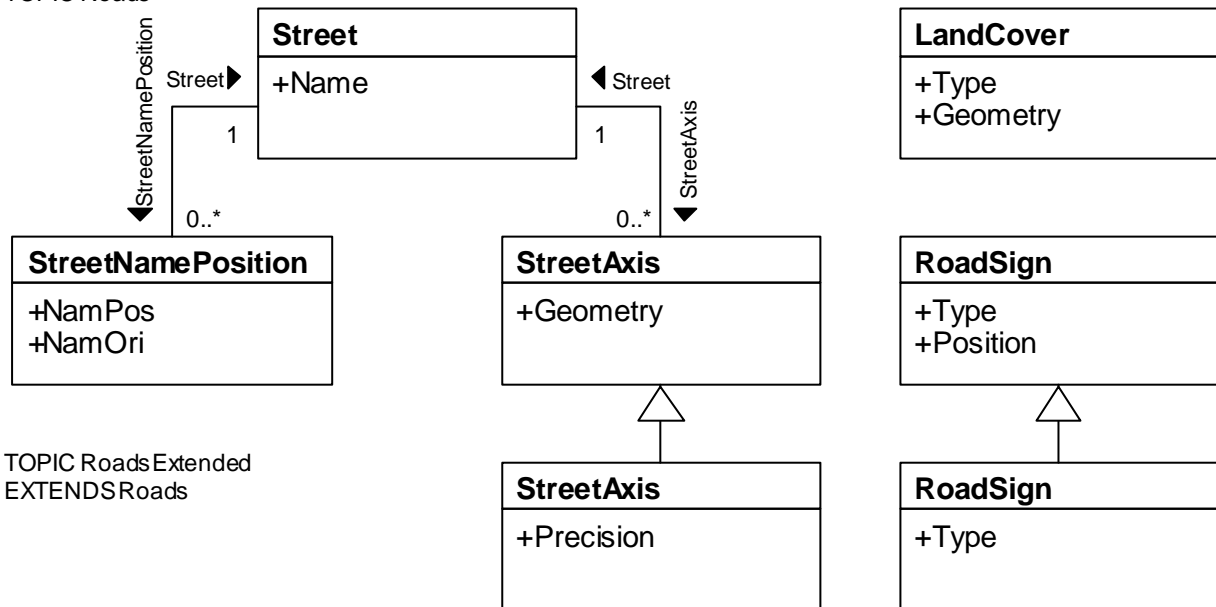 TOPIC Roads
Street
+Name
LandCover
+Type
+Geometry
StreetNamePosition
Street
1
0..*
Street
1
StreetAxis
0..*
StreetNamePosition
+NamPos
+NamOri
StreetAxis
+Geometry
RoadSign
+Type
+Position
TOPIC RoadsExtended
EXTENDS Roads
StreetAxis
+Precision
RoadSign
+Type